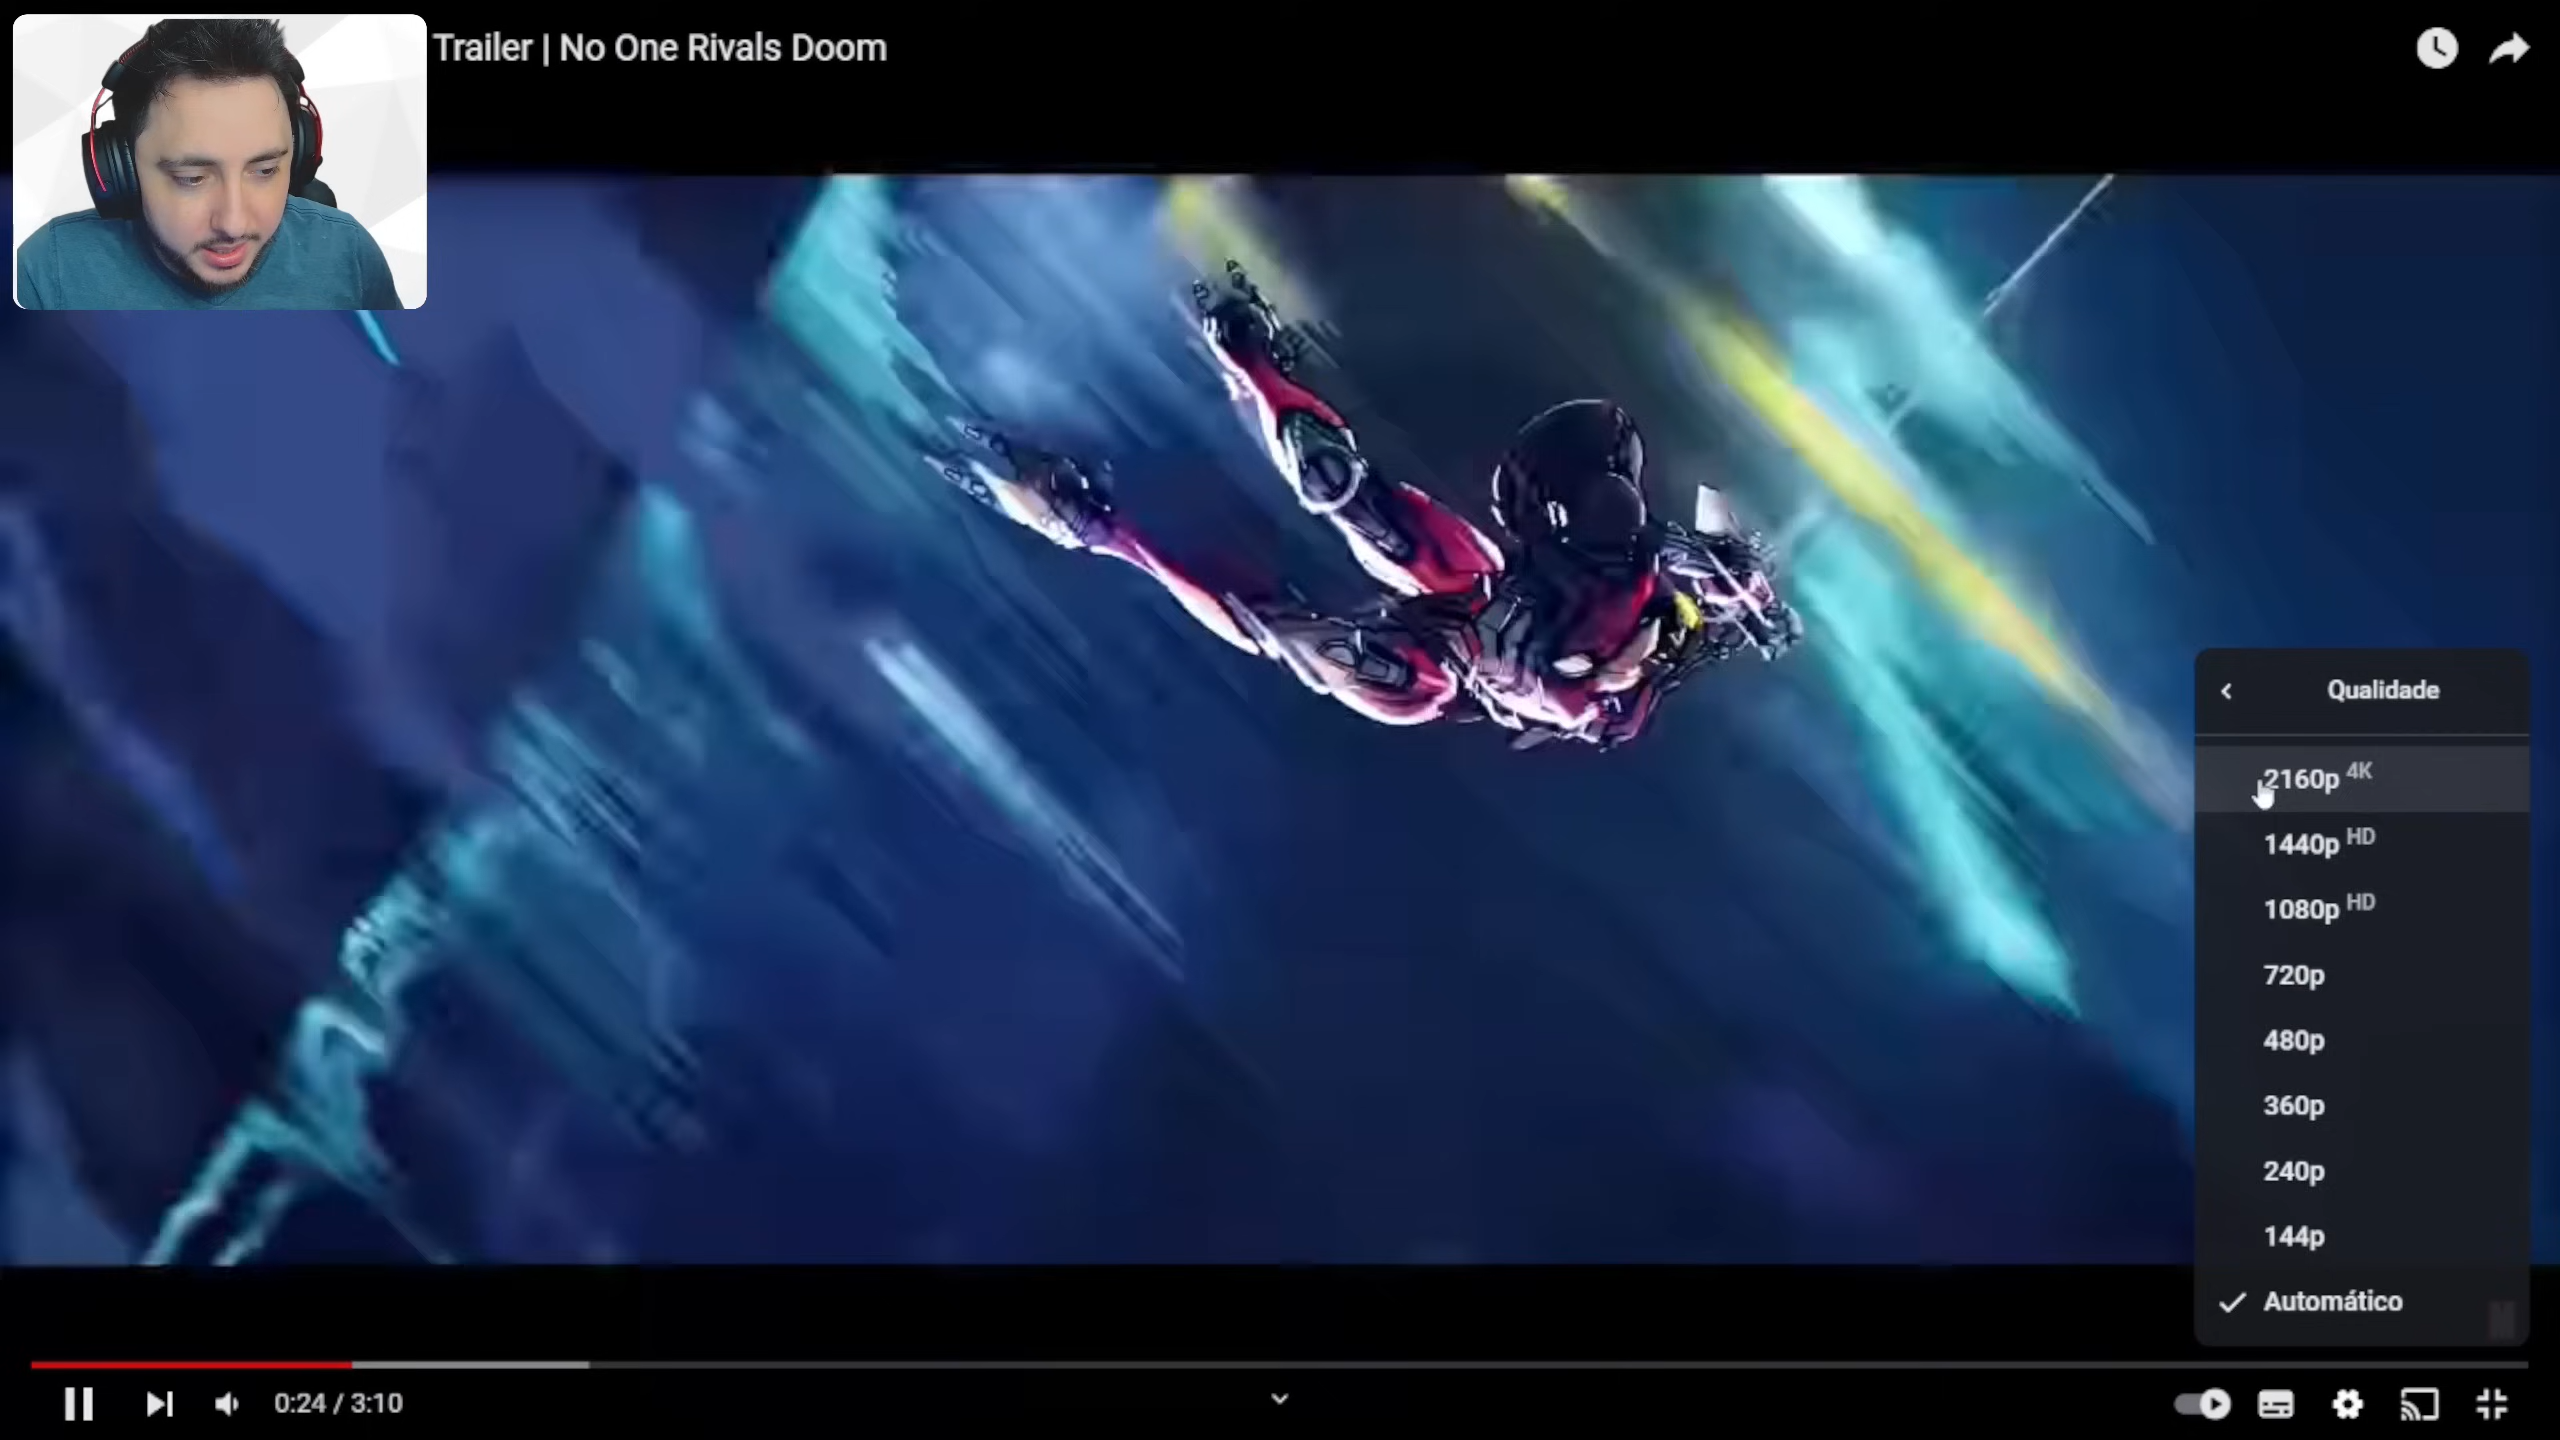 Trailer | No One Rivals Doom
Qualidade
2160p 4K
1440p HD
1080p HD
720p
480p
360p
240p
144p
Automático
0:24 / 3:10